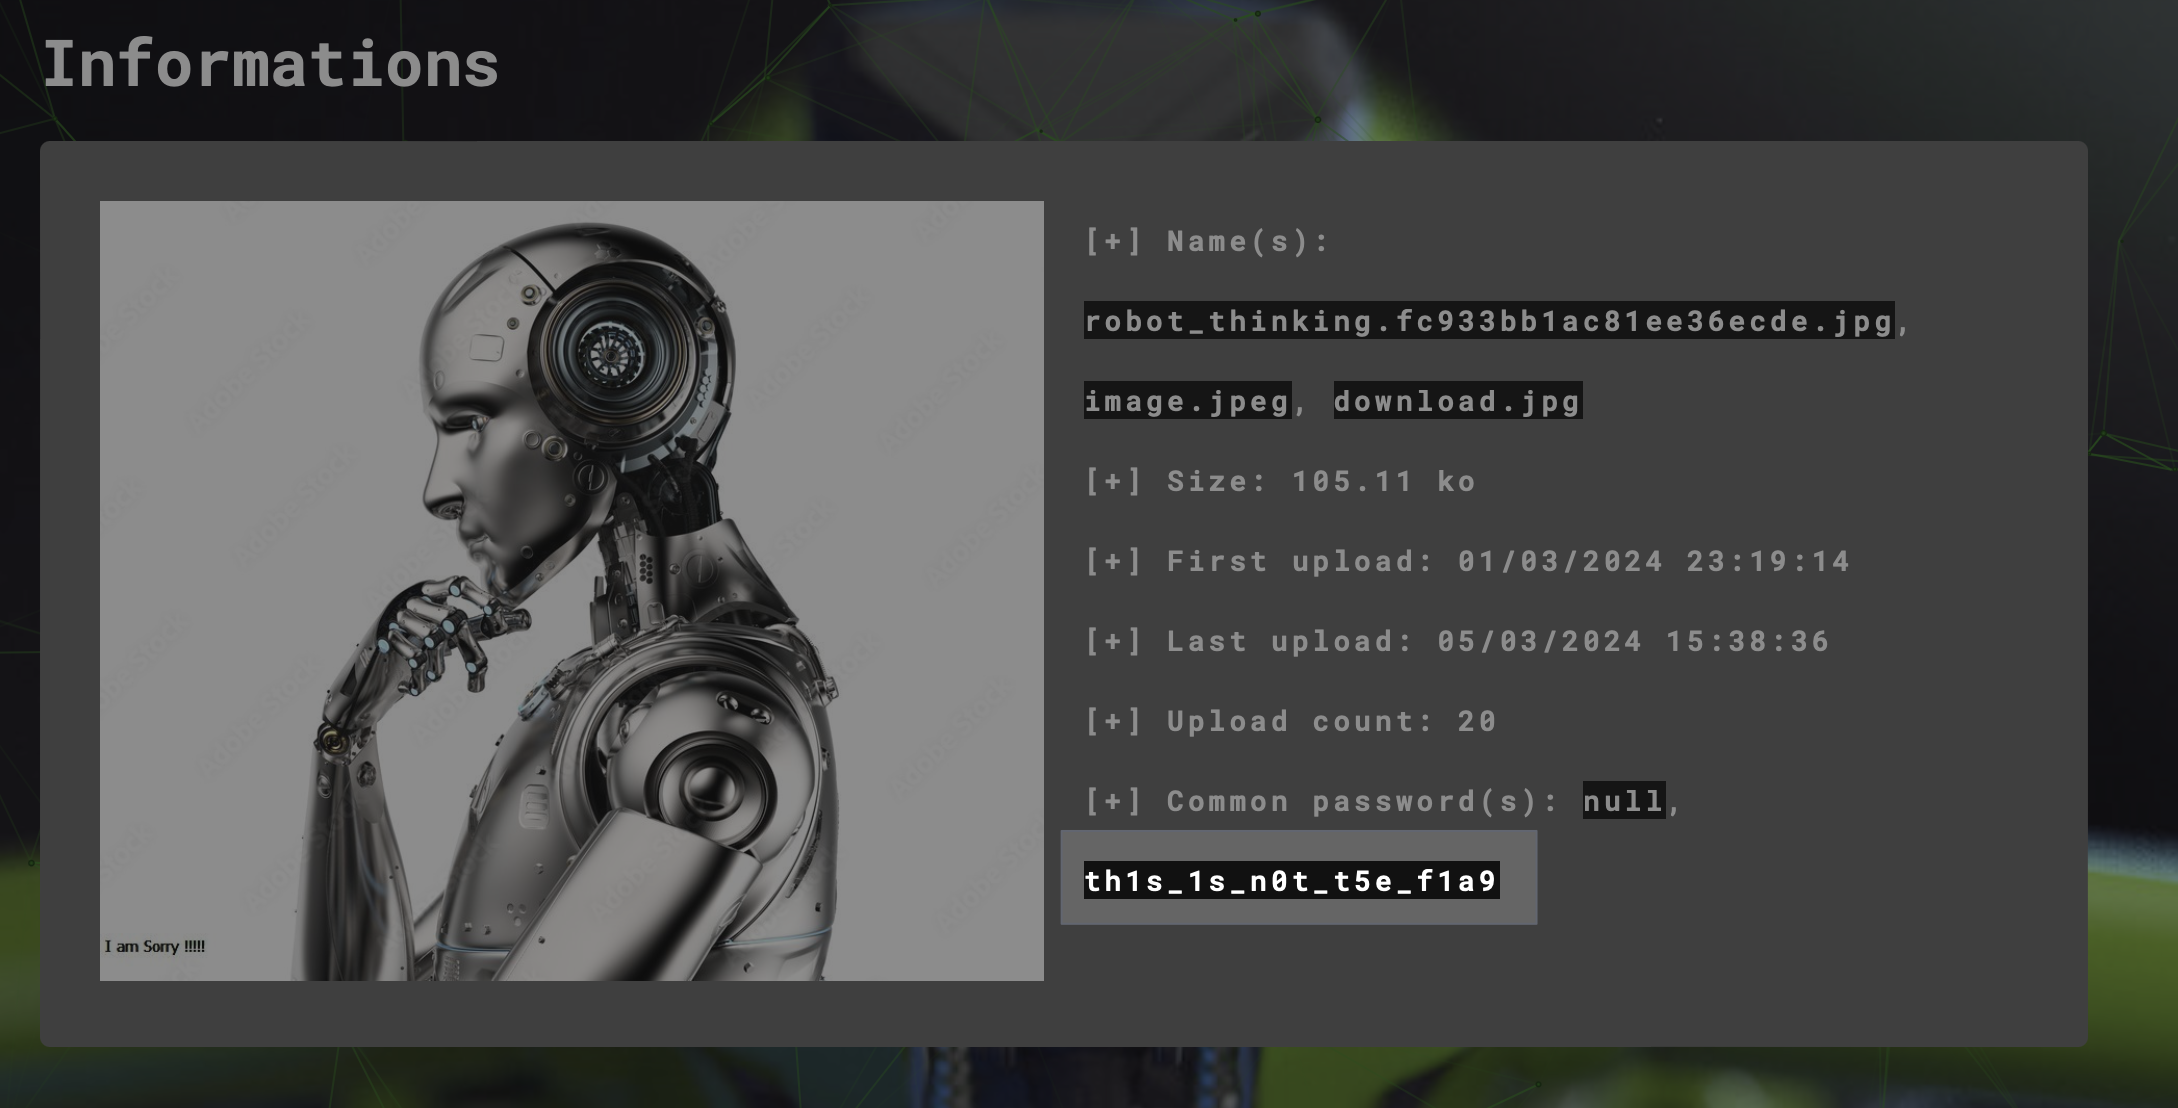 Informations
[+] Name(s):
robot_thinking.fc933bb1ac81ee36ecde.jpg,
image.jpeg, download.jpg
[+] Size: 105.11 ko
[+] First upload: 01/03/2024 23:19:14
[+] Last upload: 05/03/2024 15:38:36
[+] Upload count: 20
[+] Common password(s): null,
th1s_1s_n0t_t5e_f1a9
I am Sorry !!!!!
Adobe Stock